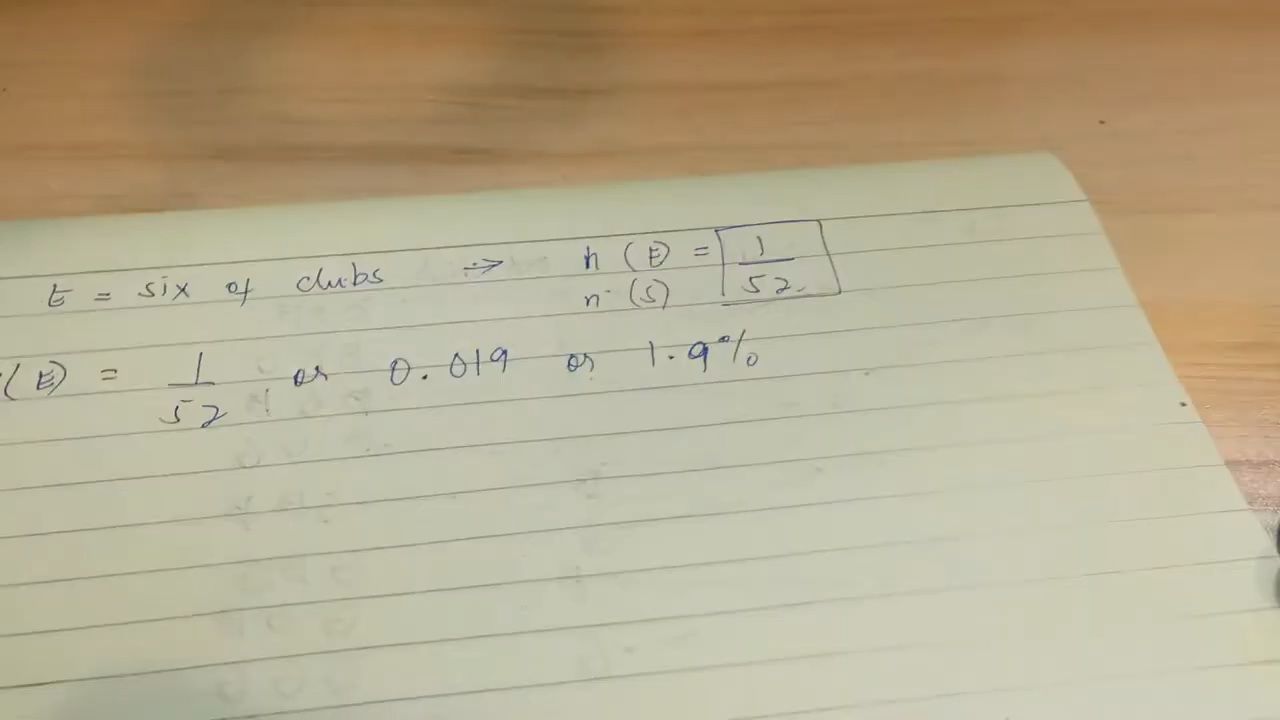 E = six of clubs → n (E) = 1
n (S) 52
(E) = 1/52 or 0.019 or 1.9%